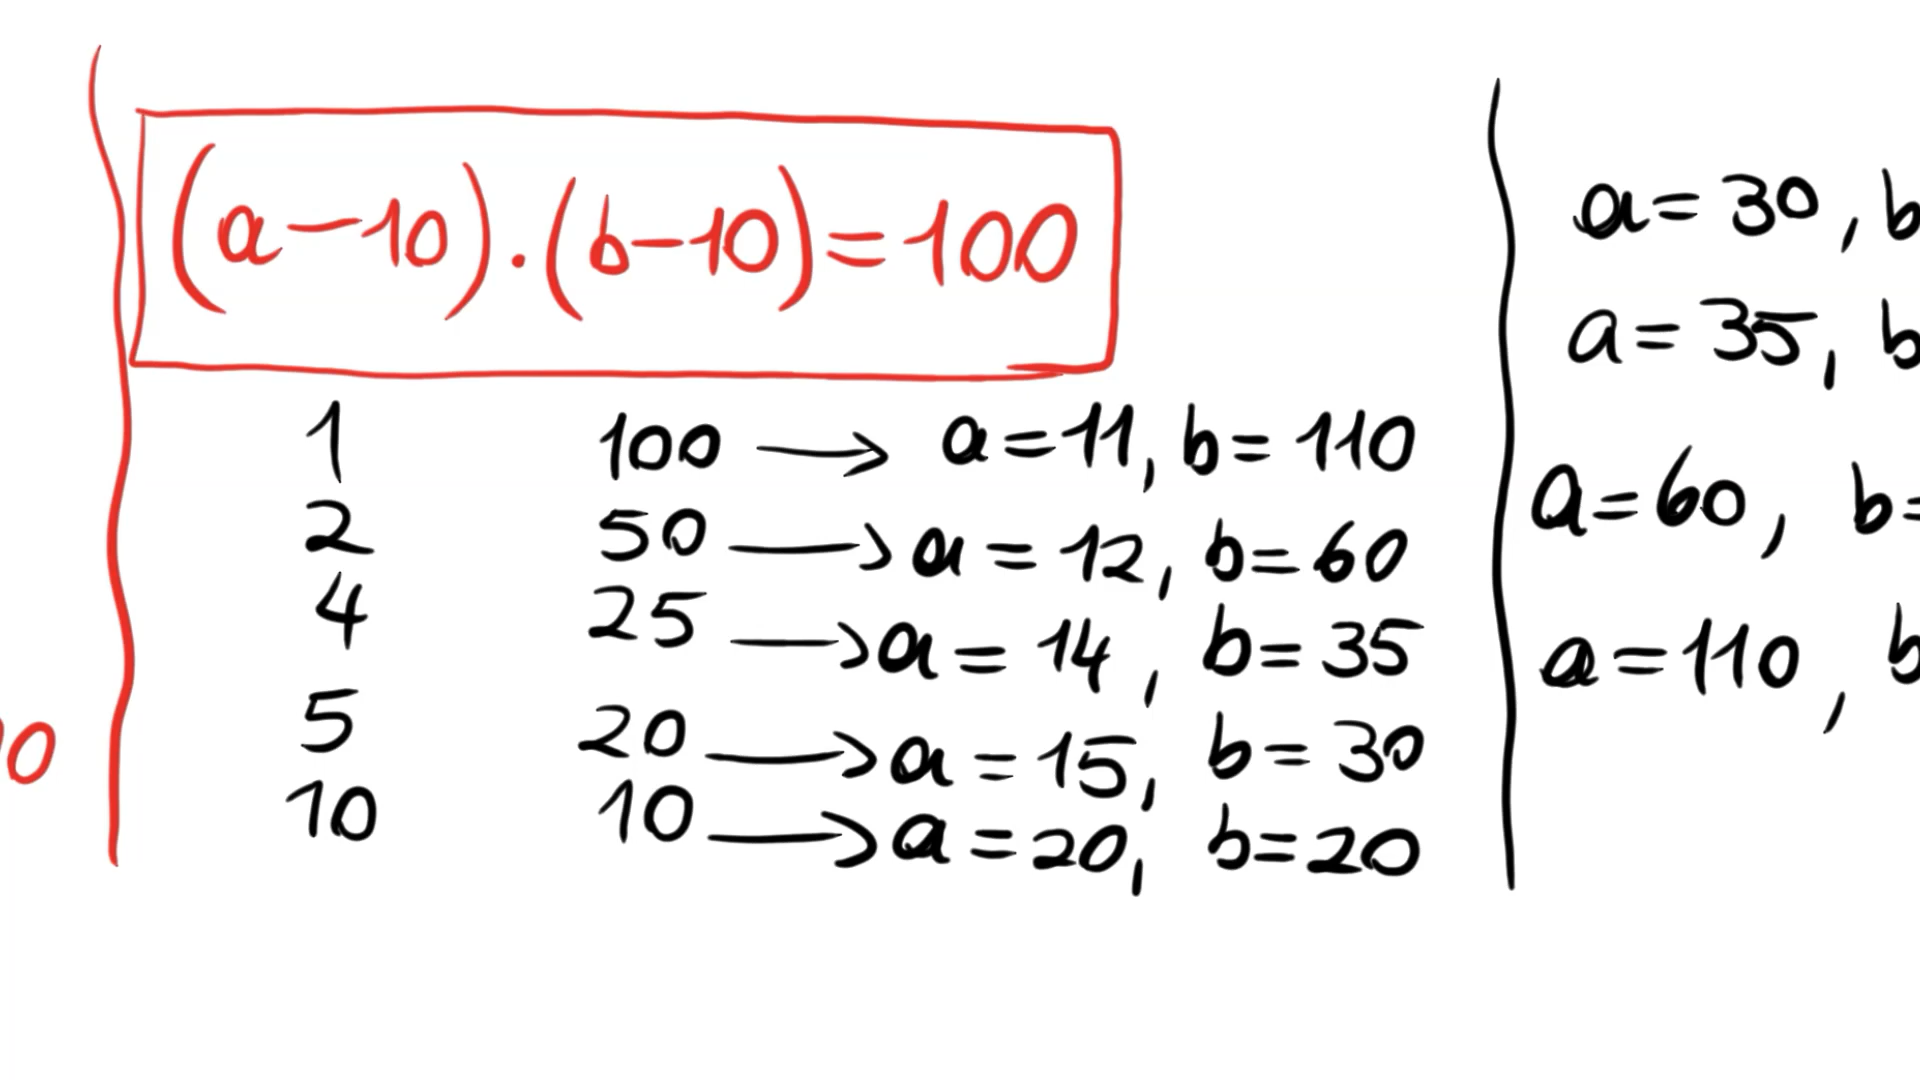 (a-10).(b-10)=100
1 100 → a=11, b=110
2 50 → a=12, b=60
4 25 → a=14, b=35
5 20 → a=15, b=30
10 10 → a=20, b=20
0
a=30, b
a=35, b
a=60, b=
a=110, b